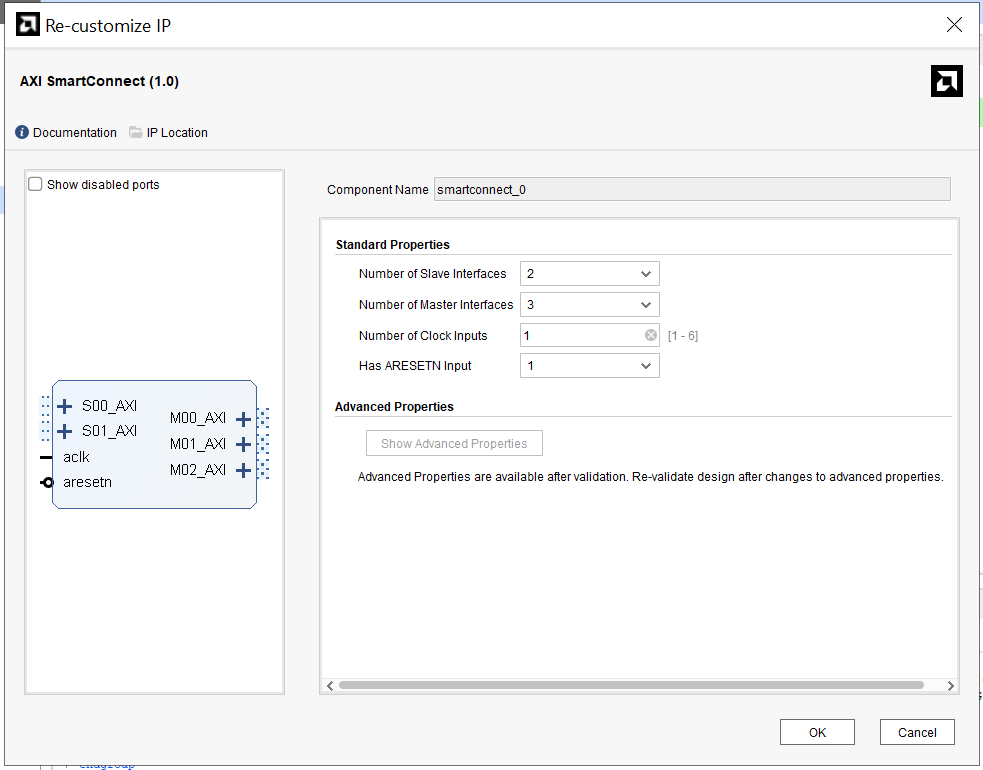 Re-customize IP
AXI SmartConnect (1.0)
Documentation IP Location
Show disabled ports
S00_AXI
S01_AXI
aclk
aresetn
M00_AXI
M01_AXI
M02_AXI
Component Name smartconnect_0
Standard Properties
Number of Slave Interfaces 2
Number of Master Interfaces 3
Number of Clock Inputs 1 [1 - 6]
Has ARESETN Input 1
Advanced Properties
Show Advanced Properties
Advanced Properties are available after validation. Re-validate design after changes to advanced properties.
OK Cancel
endgroup